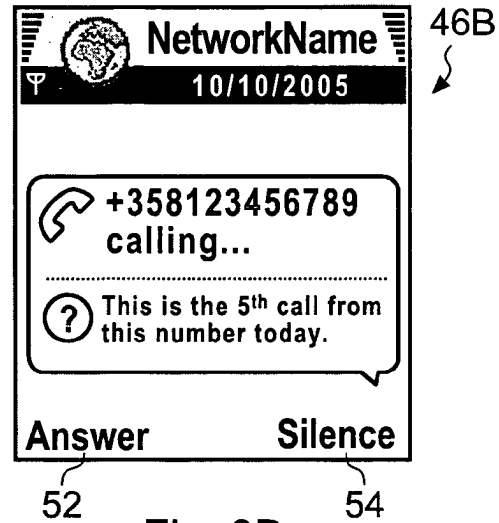 NetworkName
10/10/2005
46B
+358123456789
calling...
? This is the 5th call from
this number today.
Answer Silence
52 54